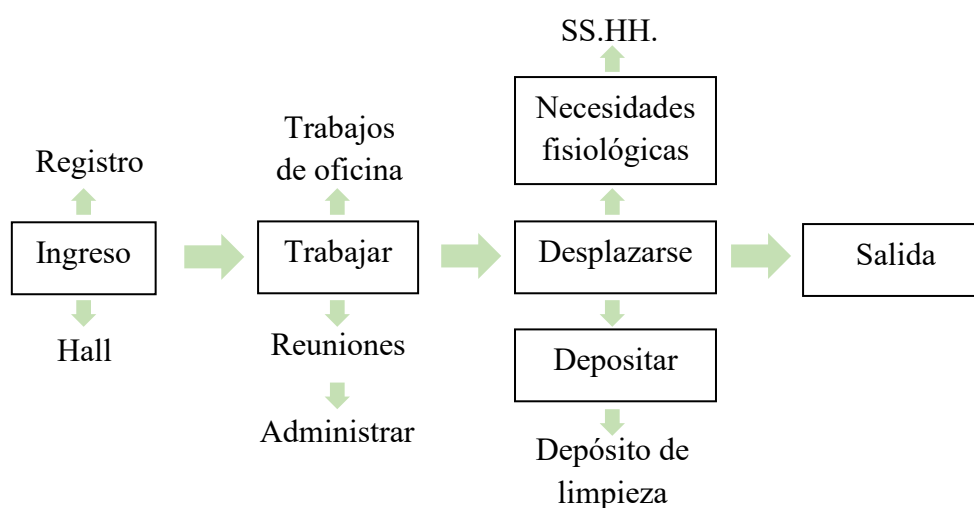 SS.HH.
Necesidades
fisiológicas
Trabajos
de oficina
Registro
Ingreso
Trabajar
Desplazarse
Salida
Hall
Reuniones
Depositar
Administrar
Depósito de
limpieza